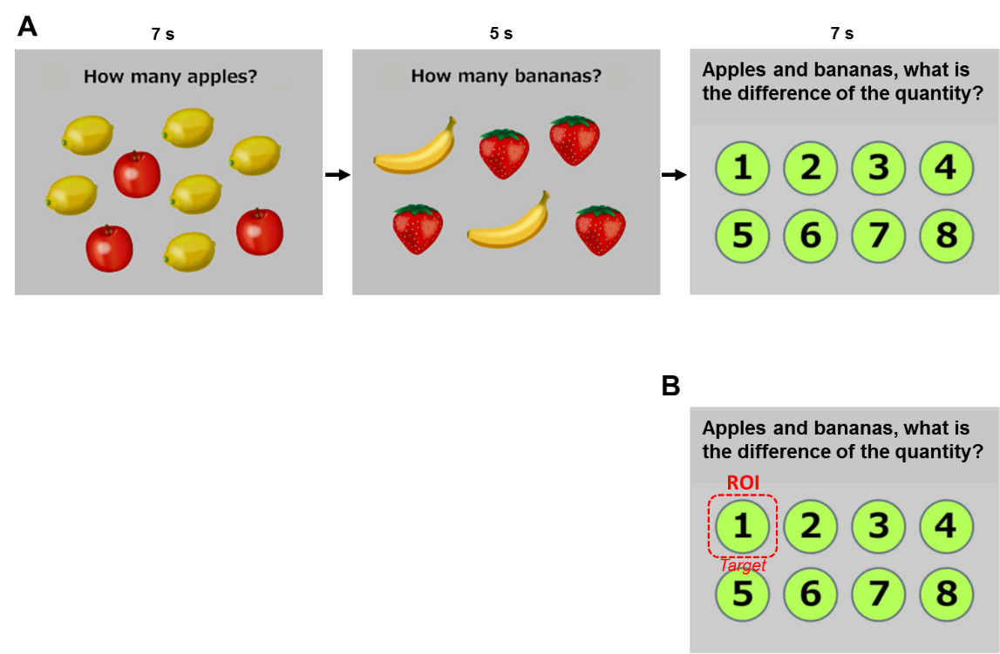 A
7 s
5 s
7 s
How many apples?
How many bananas?
Apples and bananas, what is
the difference of the quantity?
1 2 3 4
5 6 7 8
B
Apples and bananas, what is
the difference of the quantity?
ROI
1 2 3 4
Target
5 6 7 8